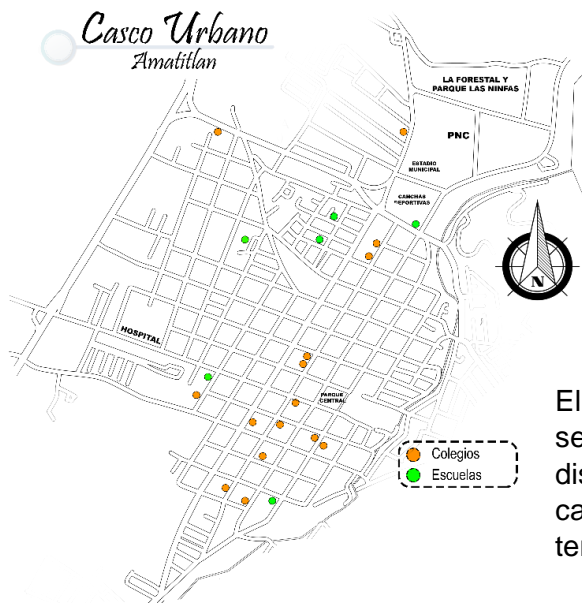 Casco Urbano
Amatitlan
LA FORESTAL Y
PARQUE LAS NINFAS
PNC
ESTADIO
MUNICIPAL
CANCHAS
DEPORTIVAS
N
HOSPITAL
PARQUE
CENTRAL
El
se
dis
ca
ter
Colegios
Escuelas